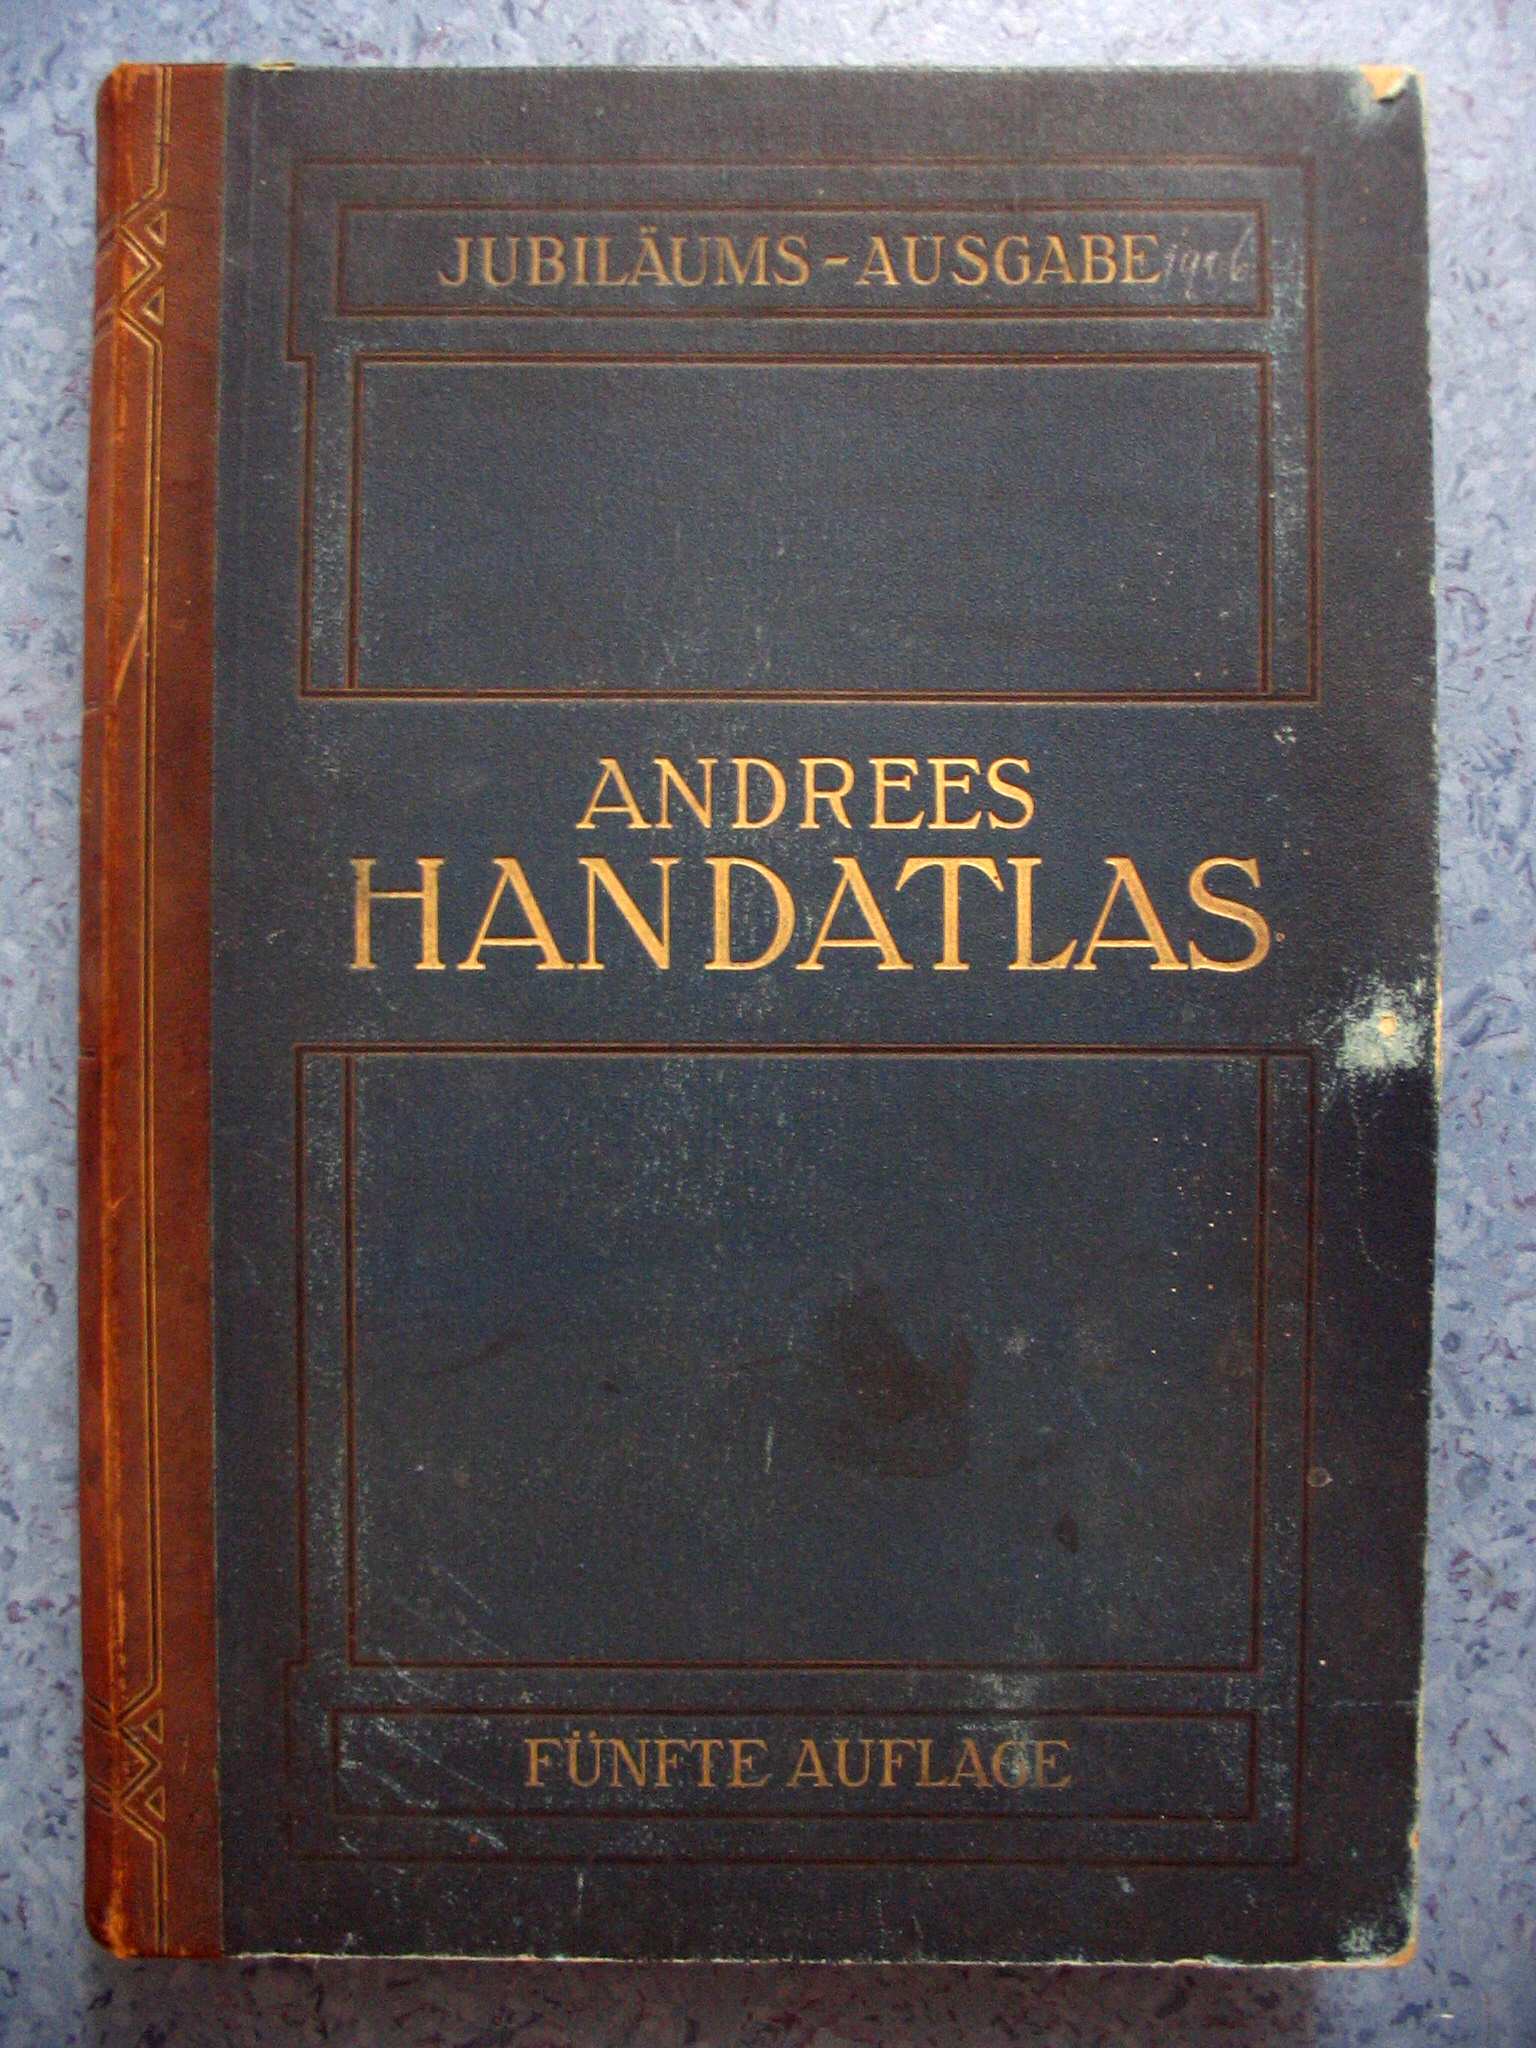 JUBILÄUMS-AUSGABE 1906
ANDREES
HANDATLAS
FÜNFTE AUFLAGE